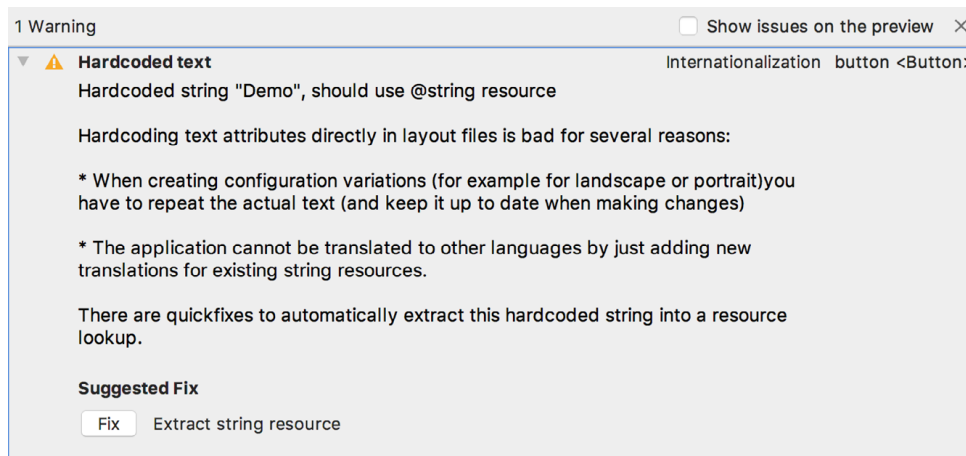 1 Warning
Show issues on the preview
Hardcoded text
Internationalization button <Button>
Hardcoded string "Demo", should use @string resource
Hardcoding text attributes directly in layout files is bad for several reasons:
* When creating configuration variations (for example for landscape or portrait)you
have to repeat the actual text (and keep it up to date when making changes)
* The application cannot be translated to other languages by just adding new
translations for existing string resources.
There are quickfixes to automatically extract this hardcoded string into a resource
lookup.
Suggested Fix
Fix Extract string resource